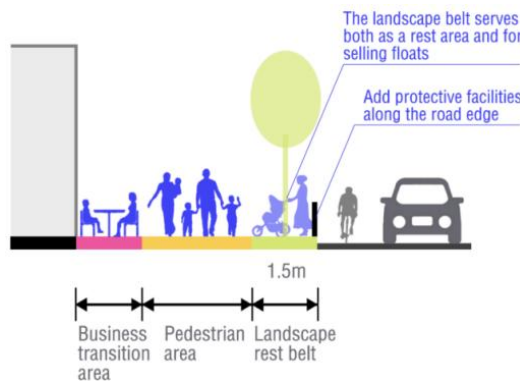 The landscape belt serves
both as a rest area and for
selling floats
Add protective facilities
along the road edge
1.5m
Business
transition
area
Pedestrian
area
Landscape
rest belt